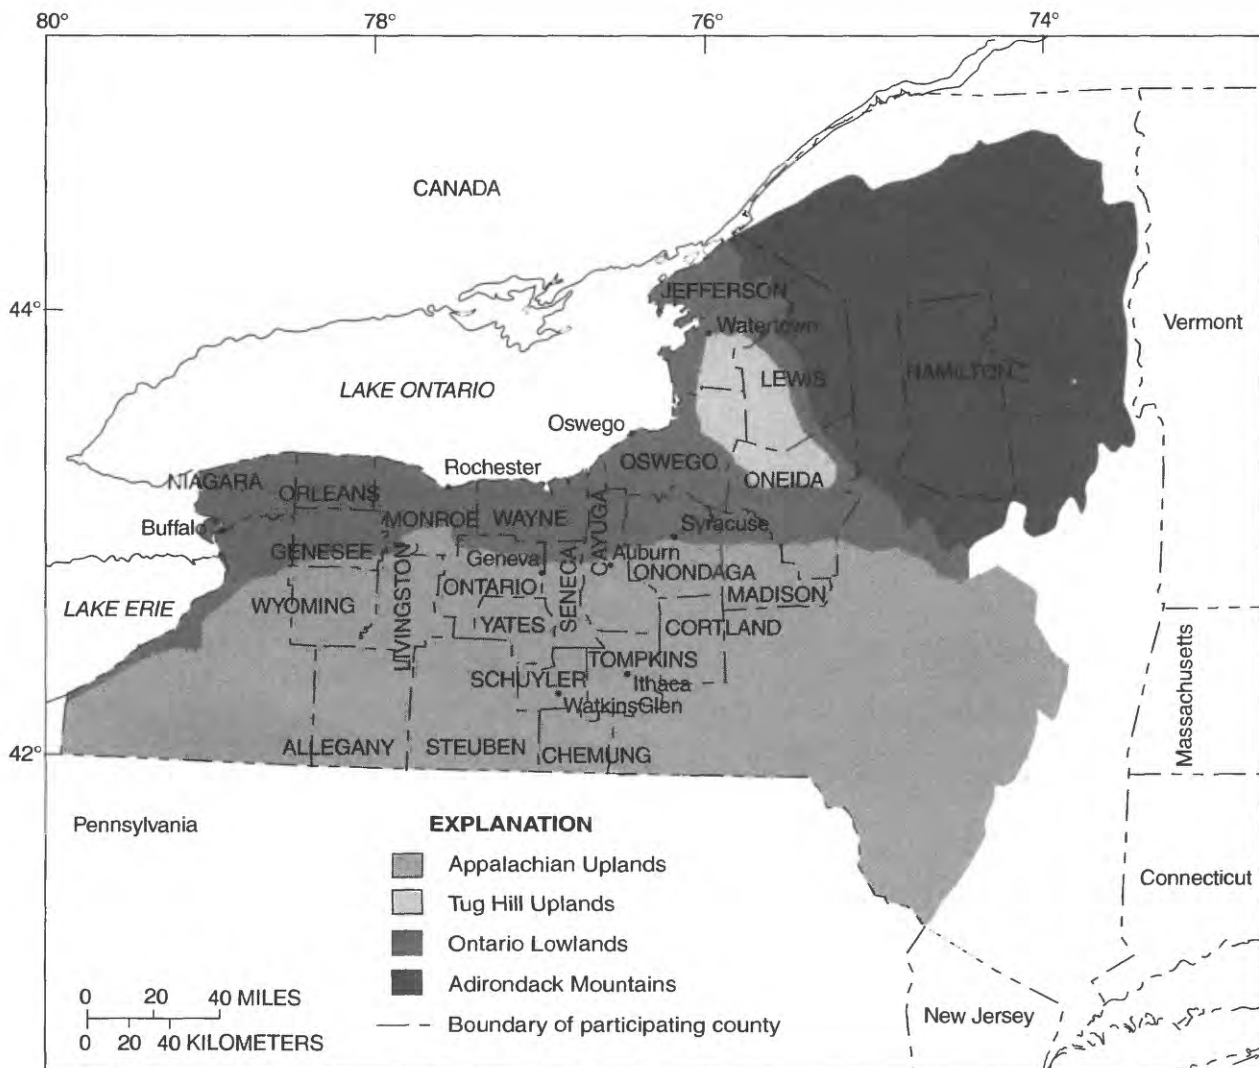 80°
78°
76°
74°
CANADA
44°
JEFFERSON
Watertown
Vermont
LEWIS
HAMILTON
LAKE ONTARIO
Oswego
OSWEGO
Rochester
NIAGARA
ORLEANS
ONEIDA
MONROE
WAYNE
CAYUGA
Syracuse
Buffalo
GENESEE
Geneva
SENECA
Auburn
ONONDAGA
LIVINGSTON
ONTARIO
MADISON
LAKE ERIE
WYOMING
YATES
CORTLAND
TOMPKINS
Ithaca
SCHUYLER
WatkinsGlen
Massachusetts
42°
ALLEGANY
STEUBEN
CHEMUNG
Pennsylvania
EXPLANATION
Appalachian Uplands
Tug Hill Uplands
Ontario Lowlands
Adirondack Mountains
Boundary of participating county
Connecticut
New Jersey
0 20 40 MILES
0 20 40 KILOMETERS